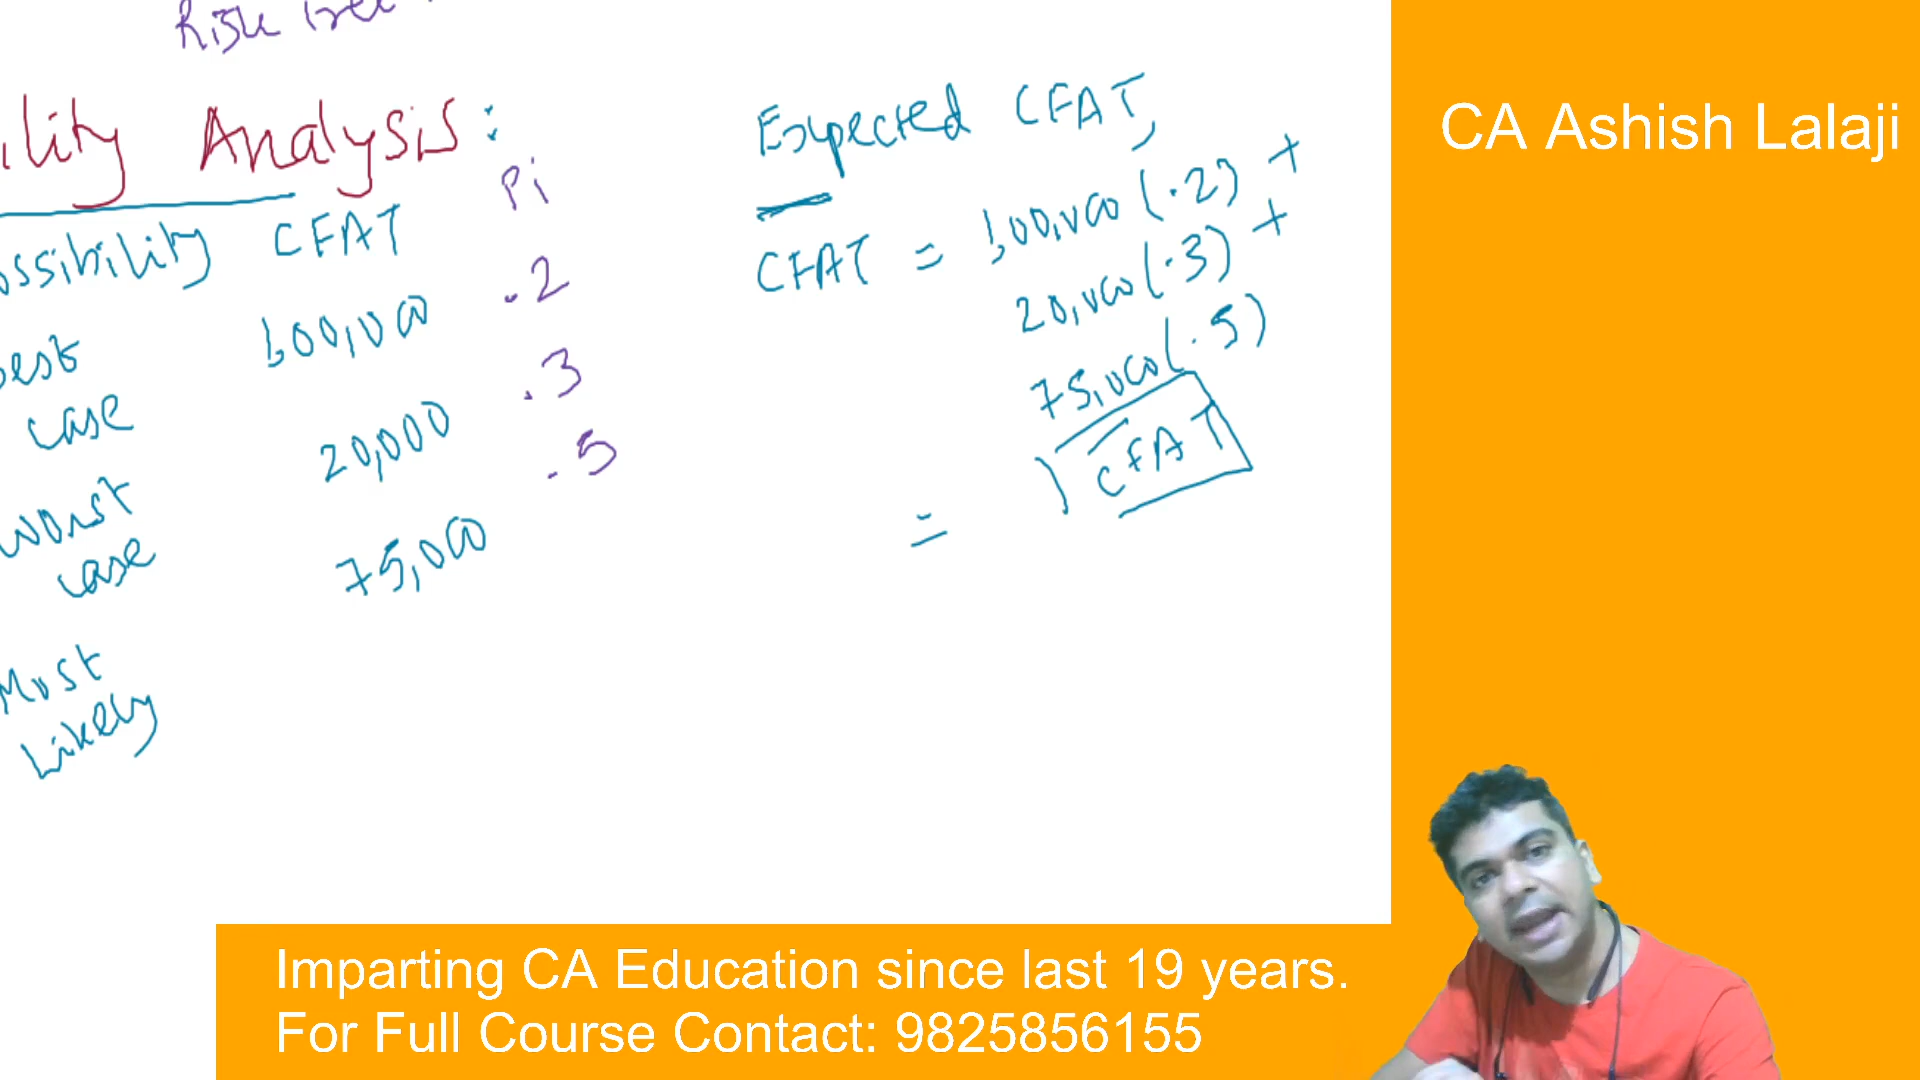 Risk free
ility Analysis:
ossibility CFAT Pi
Best case 1,00,000 .2
Worst case 20,000 .3
Most Likely 75,000 .5
Expected CFAT,
CFAT = 1,00,000 (.2) +
20,000 (.3) +
75,000 (.5)
= CFAT
CA Ashish Lalaji
Imparting CA Education since last 19 years.
For Full Course Contact: 9825856155